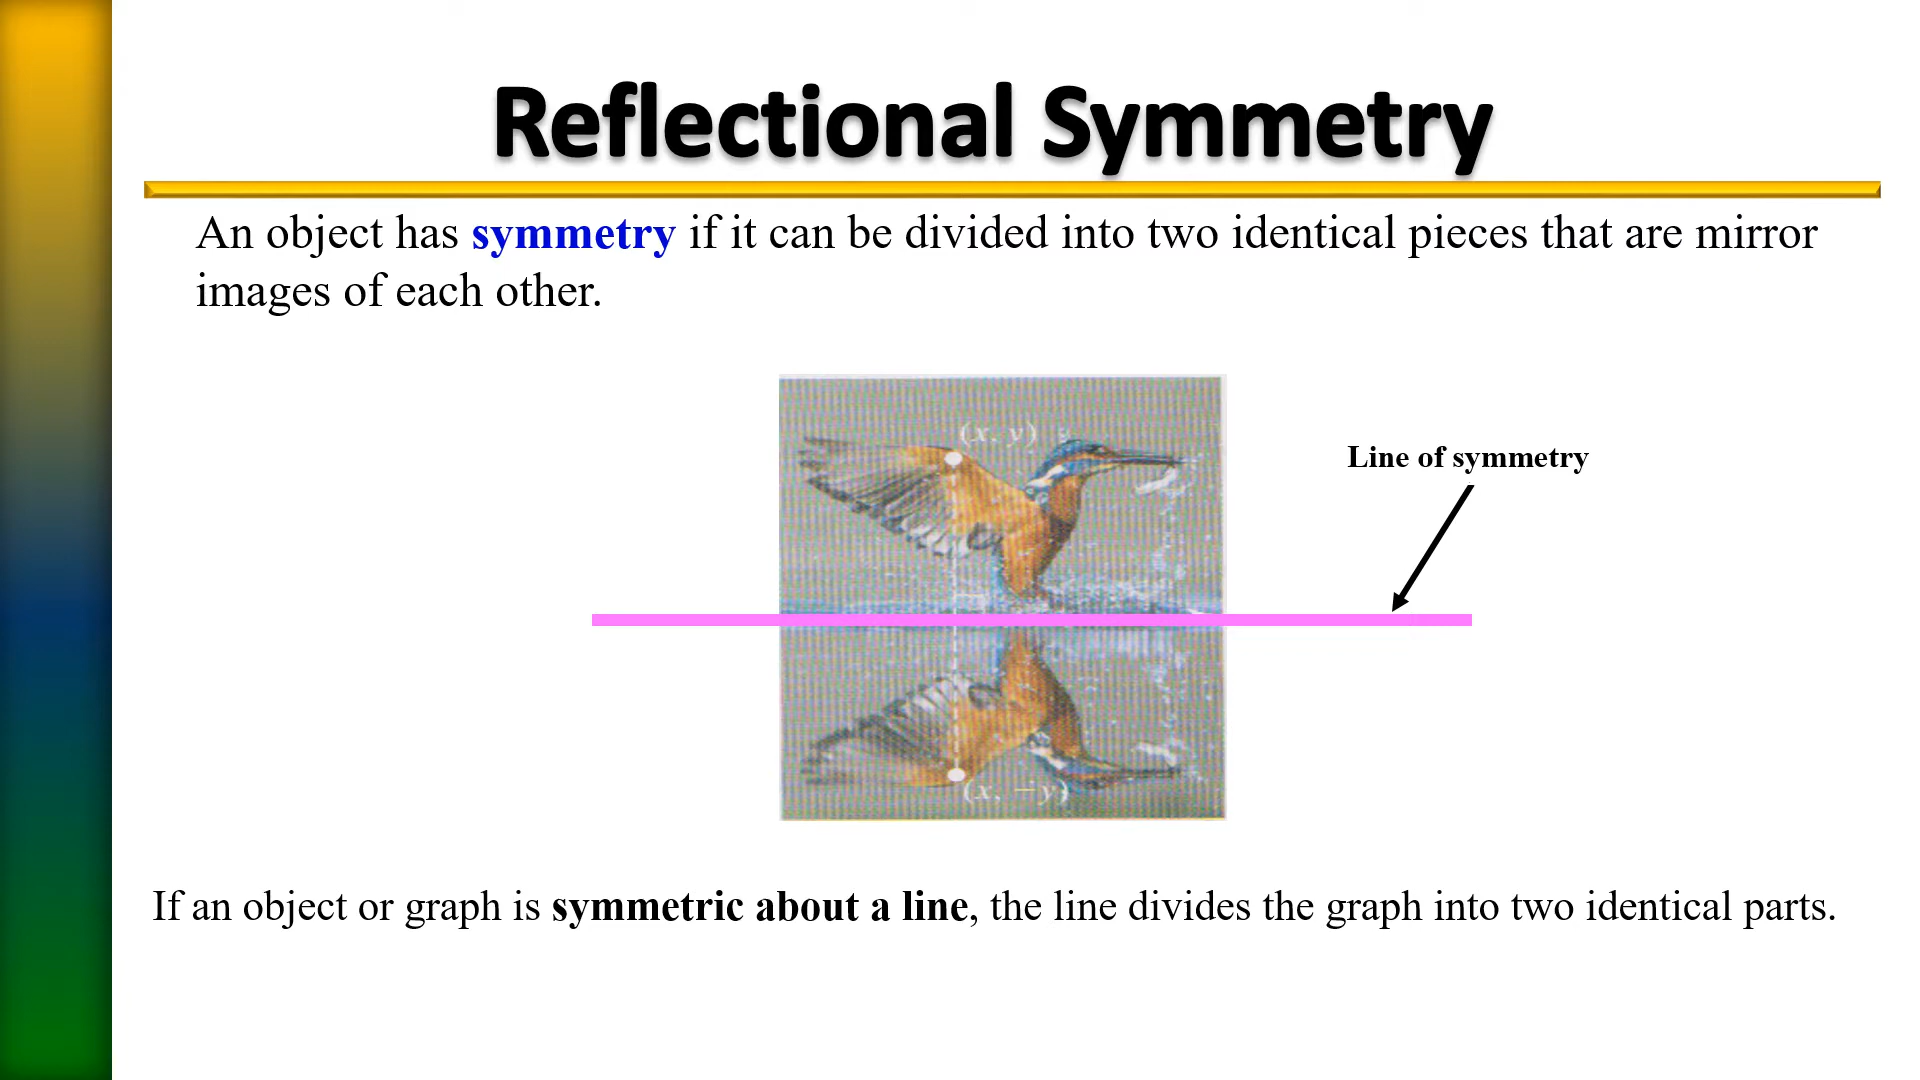 Reflectional Symmetry
An object has symmetry if it can be divided into two identical pieces that are mirror
images of each other.
(x, y)
Line of symmetry
(x, −y)
If an object or graph is symmetric about a line, the line divides the graph into two identical parts.